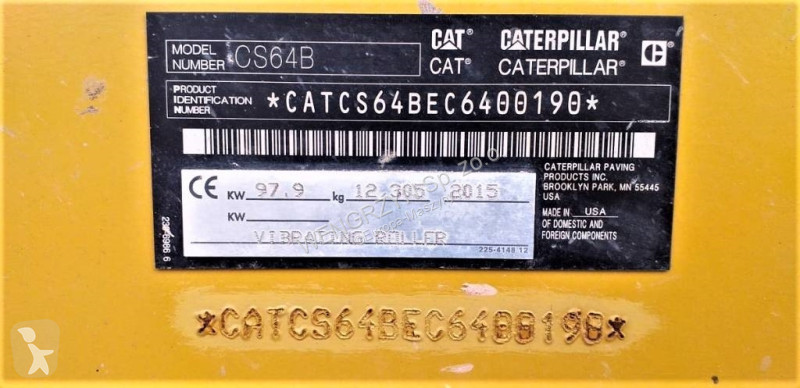 MODEL NUMBER CS64B
CAT CATERPILLAR C
CAT® CATERPILLAR®
PRODUCT IDENTIFICATION NUMBER *CATCS64BEC6400190*
CE KW 97.9 kg 12.305 2015
KW
VIBRATING ROLLER
225-4148 12
CATERPILLAR PAVING
PRODUCTS INC.
BROOKLYN PARK, MN 55445
USA
MADE IN USA
OF DOMESTIC AND
FOREIGN COMPONENTS
*CATCS64BEC6400190*